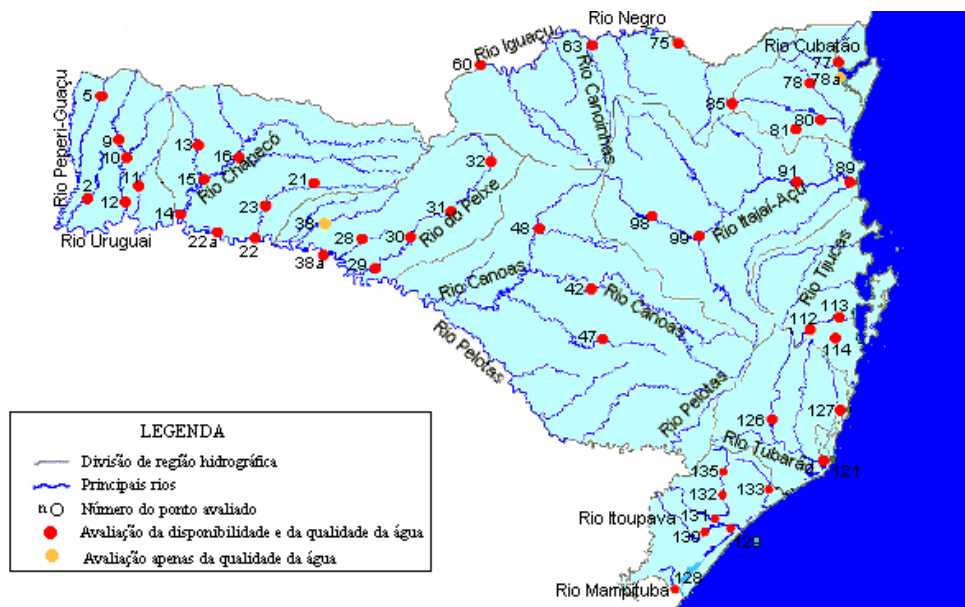 Rio Negro
Rio Iguaçu
63
75
Rio Cubatão
60
77
78
78a
Rio Peperi-Guaçu
5
Rio Canoinhas
85
80
81
9
10
13
16
Rio Chapecó
32
15
11
21
91
89
2
12
14
23
38
31
Rio do Peixe
98
Rio Itajaí-Açú
Rio Uruguai
22a
22
28
30
48
99
38a
29
Rio Canoas
42
Rio Canoas
Rio Tijucas
113
112
47
114
Rio Pelotas
Rio Pelotas
126
127
Rio Tubarão
121
135
132
133
Rio Itoupava
131
130
129
128
Rio Mampituba
LEGENDA
Divisão de região hidrográfica
Principais rios
n Número do ponto avaliado
Avaliação da disponibilidade e da qualidade da água
Avaliação apenas da qualidade da água